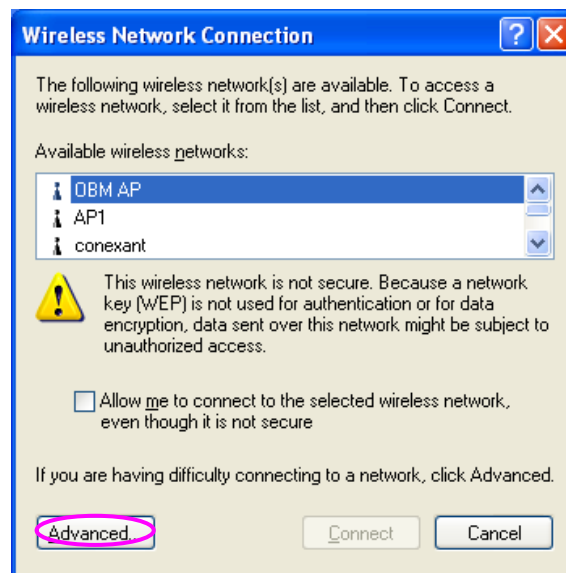 Wireless Network Connection
The following wireless network(s) are available. To access a
wireless network, select it from the list, and then click Connect.
Available wireless networks:
OBM AP
AP1
conexant
This wireless network is not secure. Because a network
key (WEP) is not used for authentication or for data
encryption, data sent over this network might be subject to
unauthorized access.
Allow me to connect to the selected wireless network,
even though it is not secure
If you are having difficulty connecting to a network, click Advanced.
Advanced...
Connect
Cancel